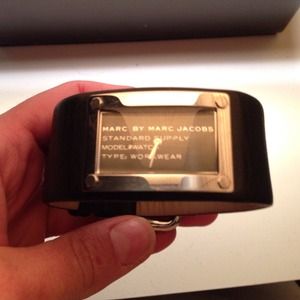 MARC BY MARC JACOBS
STANDARD SUPPLY
MODEL#WATCH
TYPE: WORKWEAR